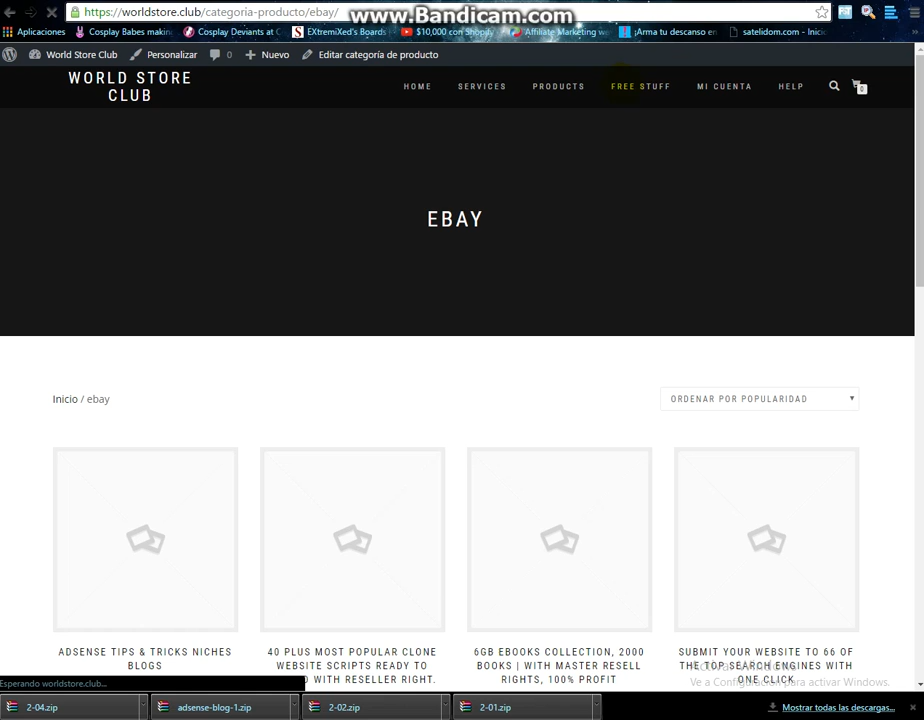 https://worldstore.club/categoria-producto/ebay/
www.Bandicam.com
Aplicaciones
Cosplay Babes makin
Cosplay Deviants at C
EXtremiXed's Boards
$10,000 con Shopify
Affiliate Marketing w
¡Arma tu descanso en
satelidom.com - Inici
World Store Club
Personalizar
0
Nuevo
Editar categoría de producto
WORLD STORE
CLUB
HOME
SERVICES
PRODUCTS
FREE STUFF
MI CUENTA
HELP
0
EBAY
Inicio / ebay
ORDENAR POR POPULARIDAD
ADSENSE TIPS & TRICKS NICHES
BLOGS
40 PLUS MOST POPULAR CLONE
WEBSITE SCRIPTS READY TO
D WITH RESELLER RIGHT.
6GB EBOOKS COLLECTION, 2000
BOOKS | WITH MASTER RESELL
RIGHTS, 100% PROFIT
SUBMIT YOUR WEBSITE TO 66 OF
THE TOP SEARCH ENGINES WITH
ONE CLICK
Activar Windows
Ve a Configuración para activar Windows.
Esperando worldstore.club...
2-04.zip
adsense-blog-1.zip
2-02.zip
2-01.zip
Mostrar todas las descargas...